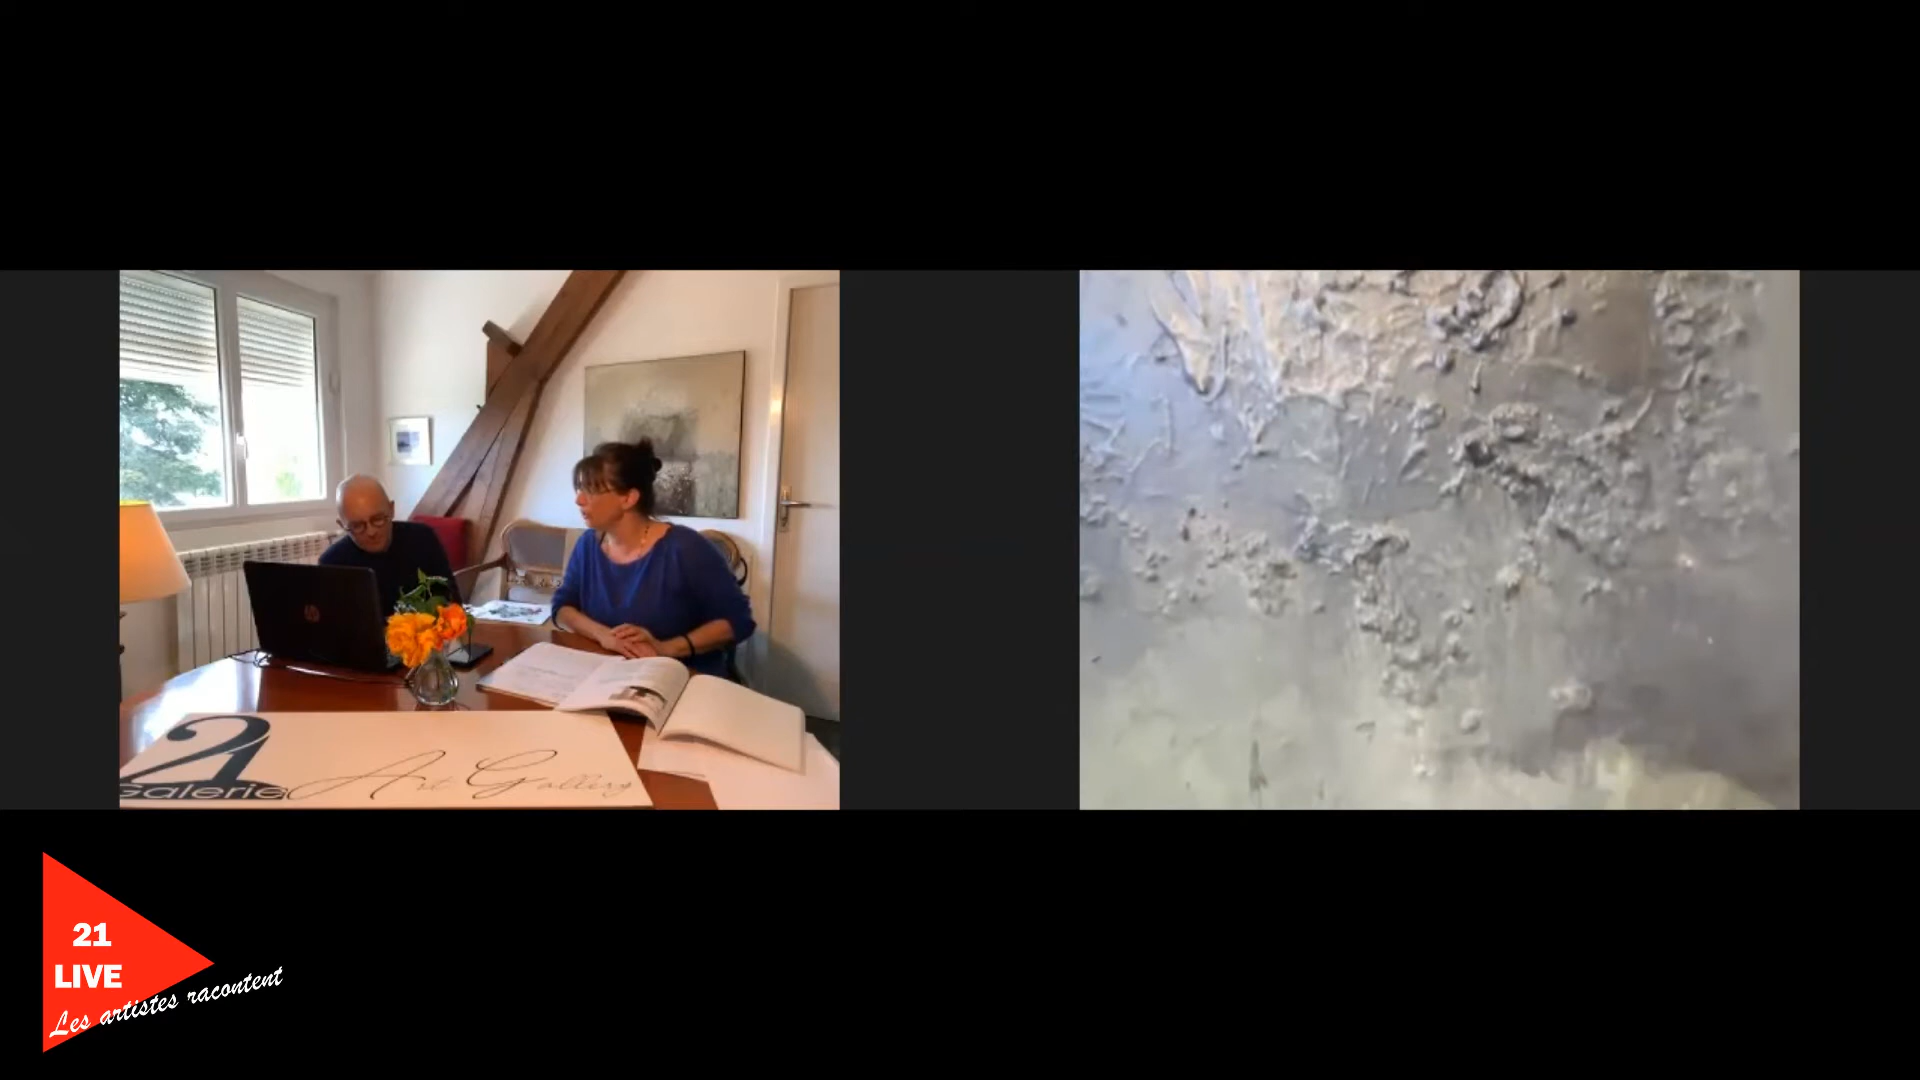 21
Galerie Art Gallery
21
LIVE
Les artistes racontent